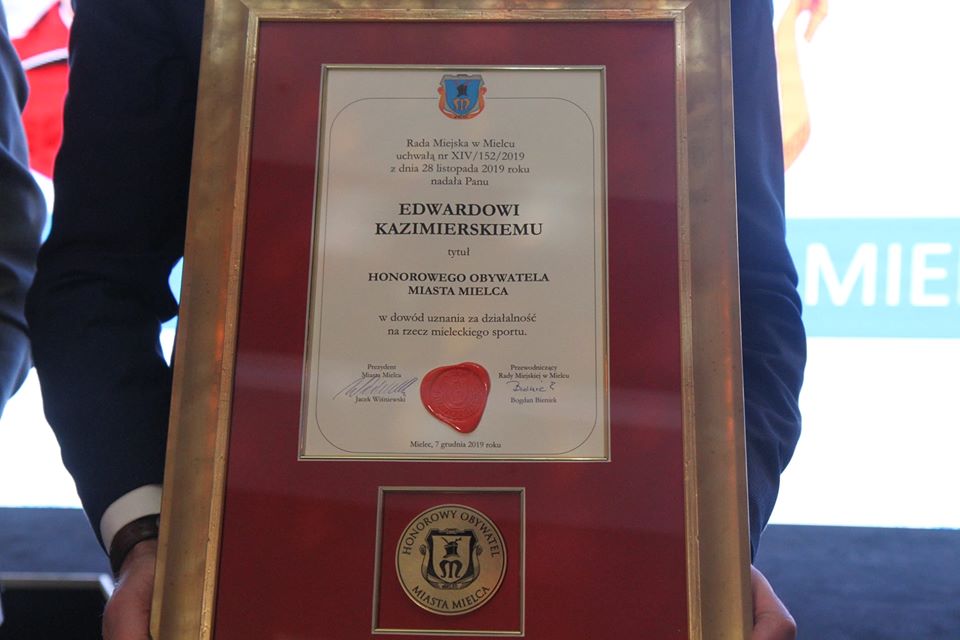 Rada Miejska w Mielcu
uchwałą nr XIV/152/2019
z dnia 28 listopada 2019 roku
nadała Panu
EDWARDOWI
KAZIMIERSKIEMU
tytuł
HONOROWEGO OBYWATELA
MIASTA MIELCA
w dowód uznania za działalność
na rzecz mieleckiego sportu.
Prezydent
Miasta Mielca
Jacek Wiśniewski
Przewodniczący
Rady Miejskiej w Mielcu
Bogdan Bieniek
Mielec, 7 grudnia 2019 roku
HONOROWY OBYWATEL
MIASTA MIELCA
MIE